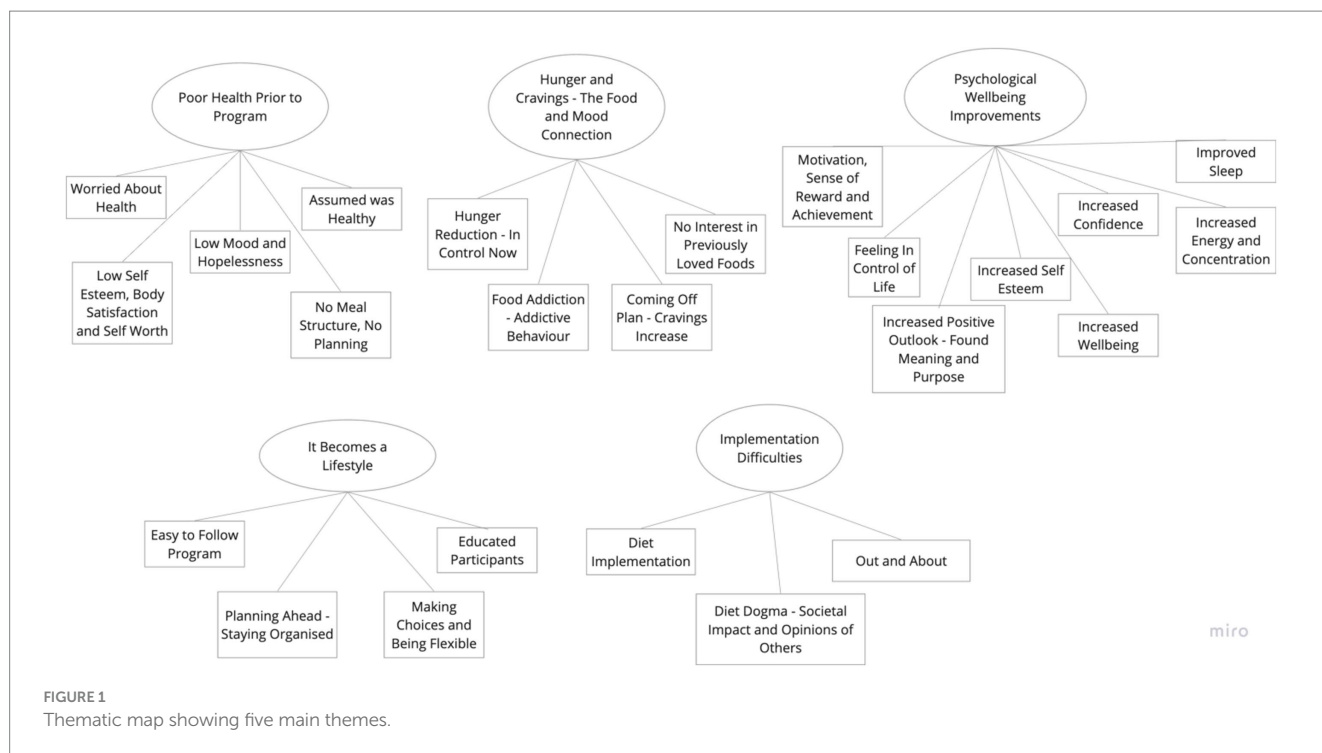 Poor Health Prior to
Program
Worried About
Health
Assumed was
Healthy
Low Mood and
Hopelessness
Low Self
Esteem, Body
Satisfaction
and Self Worth
No Meal
Structure, No
Planning
Hunger and
Cravings - The Food
and Mood
Connection
Hunger
Reduction - In
Control Now
No Interest in
Previously
Loved Foods
Food Addiction
- Addictive
Behaviour
Coming Off
Plan - Cravings
Increase
Psychological
Wellbeing
Improvements
Motivation,
Sense of
Reward and
Achievement
Improved
Sleep
Increased
Confidence
Increased
Energy and
Concentration
Feeling In
Control of
Life
Increased Self
Esteem
Increased Positive
Outlook - Found
Meaning and
Purpose
Increased
Wellbeing
It Becomes a
Lifestyle
Easy to Follow
Program
Educated
Participants
Planning Ahead -
Staying Organised
Making
Choices and
Being Flexible
Implementation
Difficulties
Diet
Implementation
Out and About
Diet Dogma - Societal
Impact and Opinions of
Others
miro
FIGURE 1
Thematic map showing five main themes.